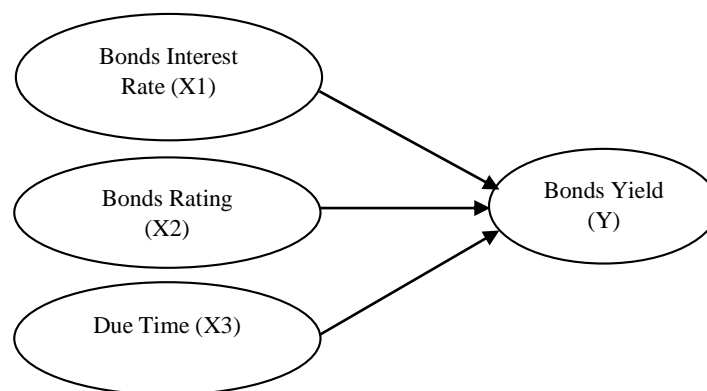 Bonds Interest
Rate (X1)
Bonds Rating
(X2)
Due Time (X3)
Bonds Yield
(Y)